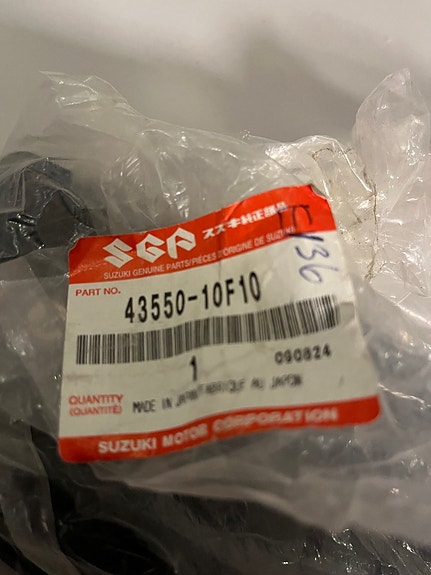 SGP スズキ純正部品
SUZUKI GENUINE PARTS/PIÈCES D'ORIGINE DE SUZUKI
E136
PART NO. 43550-10F10
1 090824
QUANTITY
(QUANTITÉ)
MADE IN JAPAN AU JAPON
SUZUKI MOTOR CORPORATION